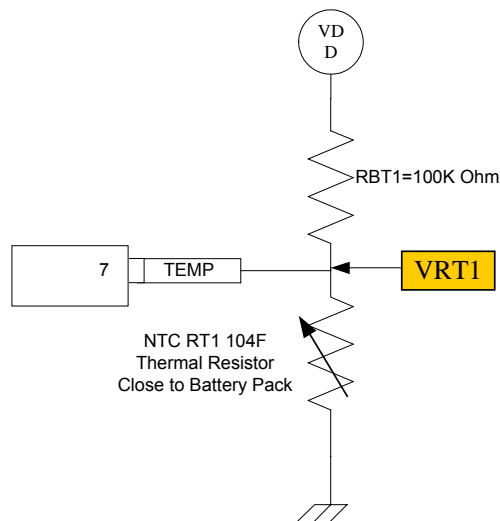 VD
D
RBT1=100K Ohm
7
TEMP
VRT1
NTC RT1 104F
Thermal Resistor
Close to Battery Pack